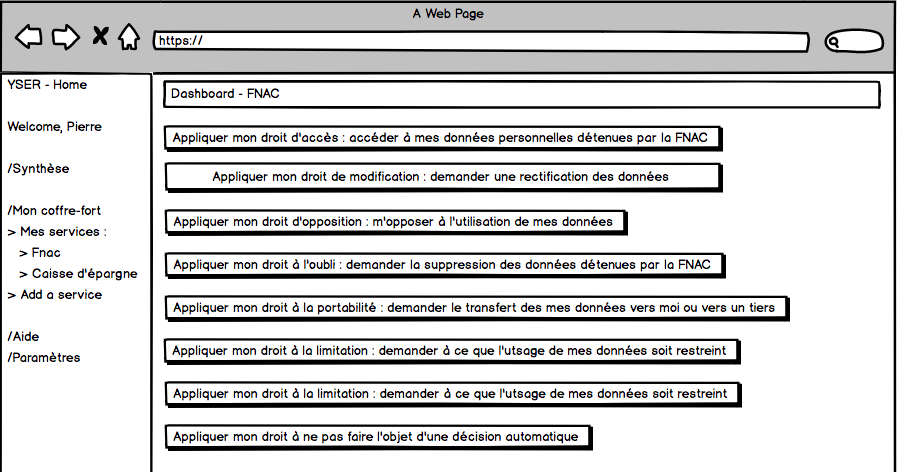 A Web Page
https://
YSER - Home
Welcome, Pierre
/Synthèse
/Mon coffre-fort
> Mes services :
> Fnac
> Caisse d'épargne
> Add a service
/Aide
/Paramètres
Dashboard - FNAC
Appliquer mon droit d'accès : accéder à mes données personnelles détenues par la FNAC
Appliquer mon droit de modification : demander une rectification des données
Appliquer mon droit d'opposition : m'opposer à l'utilisation de mes données
Appliquer mon droit à l'oubli : demander la suppression des données détenues par la FNAC
Appliquer mon droit à la portabilité : demander le transfert des mes données vers moi ou vers un tiers
Appliquer mon droit à la limitation : demander à ce que l'utsage de mes données soit restreint
Appliquer mon droit à la limitation : demander à ce que l'utsage de mes données soit restreint
Appliquer mon droit à ne pas faire l'objet d'une décision automatique